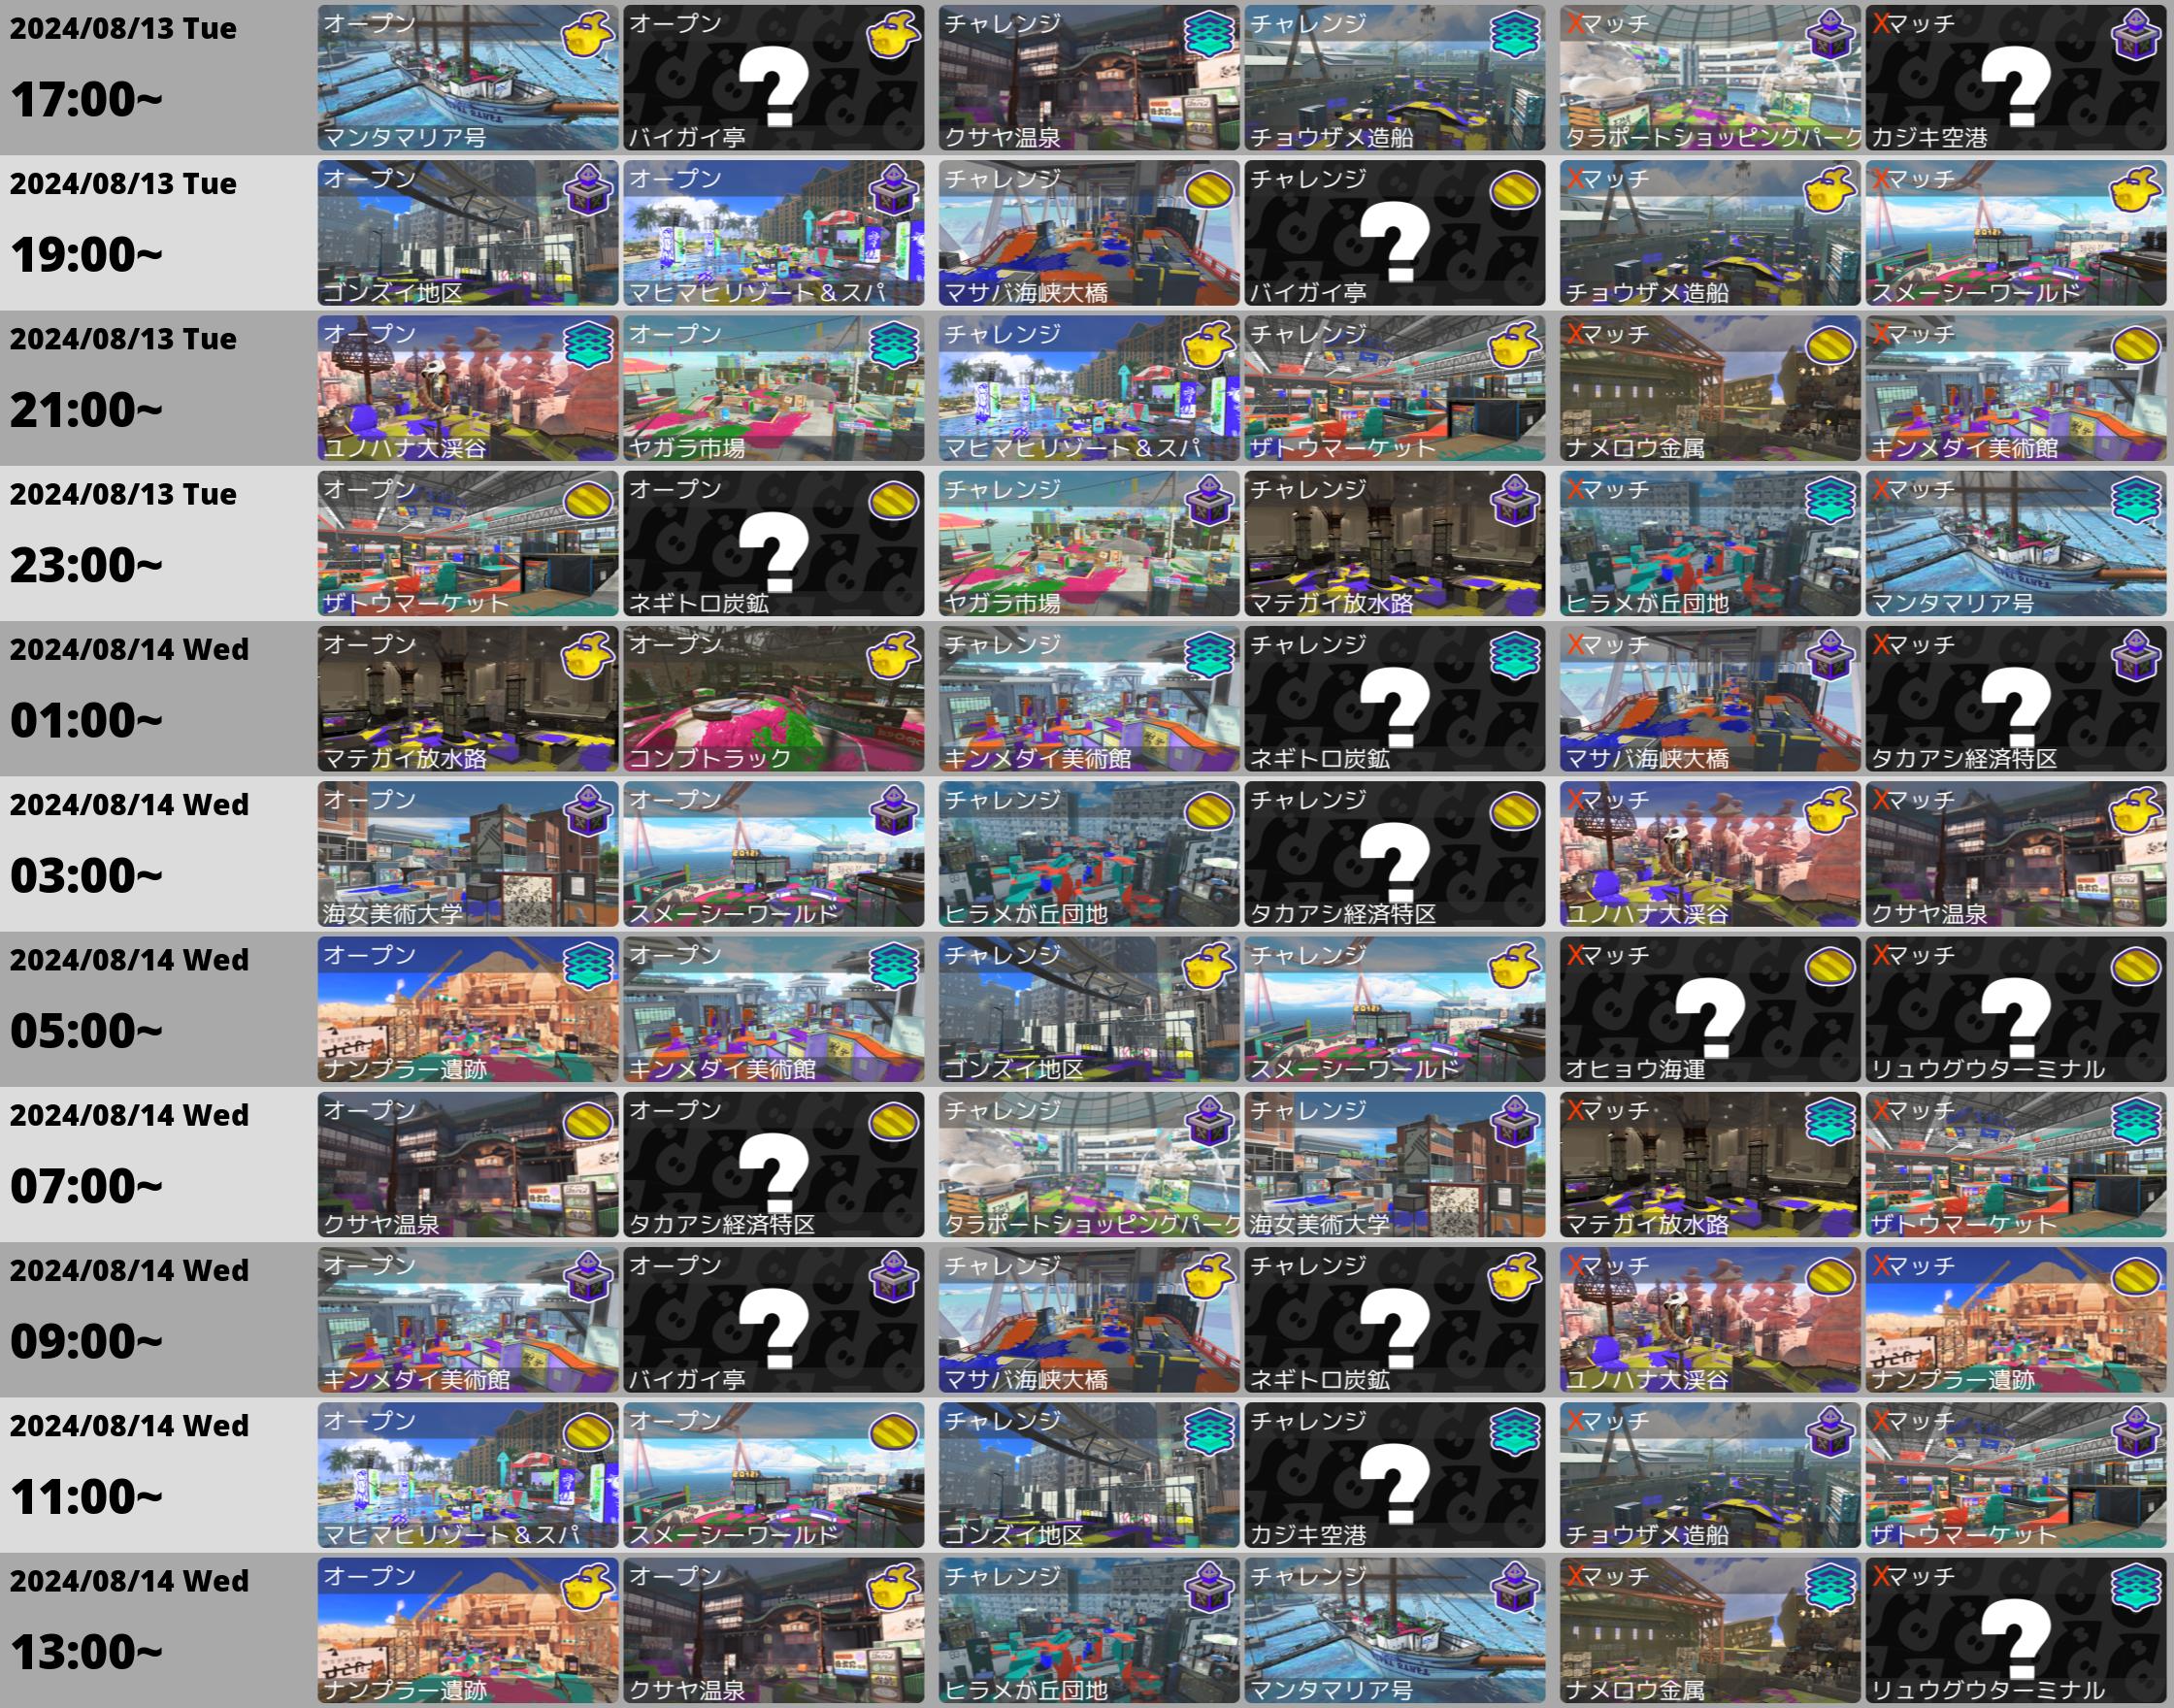 2024/08/13 Tue
17:00~
オープン
マンタマリア号
オープン
バイガイ亭
チャレンジ
クサヤ温泉
チャレンジ
チョウザメ造船
Xマッチ
タラポートショッピングパーク
Xマッチ
カジキ空港
2024/08/13 Tue
19:00~
オープン
ゴンズイ地区
オープン
マヒマヒリゾート＆スパ
チャレンジ
マサバ海峡大橋
チャレンジ
バイガイ亭
Xマッチ
チョウザメ造船
Xマッチ
スメーシーワールド
2024/08/13 Tue
21:00~
オープン
ユノハナ大渓谷
オープン
ヤガラ市場
チャレンジ
マヒマヒリゾート＆スパ
チャレンジ
ザトウマーケット
Xマッチ
ナメロウ金属
Xマッチ
キンメダイ美術館
2024/08/13 Tue
23:00~
オープン
ザトウマーケット
オープン
ネギトロ炭鉱
チャレンジ
ヤガラ市場
チャレンジ
マテガイ放水路
Xマッチ
ヒラメが丘団地
Xマッチ
マンタマリア号
2024/08/14 Wed
01:00~
オープン
マテガイ放水路
オープン
コンブトラック
チャレンジ
キンメダイ美術館
チャレンジ
ネギトロ炭鉱
Xマッチ
マサバ海峡大橋
Xマッチ
タカアシ経済特区
2024/08/14 Wed
03:00~
オープン
海女美術大学
オープン
スメーシーワールド
チャレンジ
ヒラメが丘団地
チャレンジ
タカアシ経済特区
Xマッチ
ユノハナ大渓谷
Xマッチ
クサヤ温泉
2024/08/14 Wed
05:00~
オープン
ナンプラー遺跡
オープン
キンメダイ美術館
チャレンジ
ゴンズイ地区
チャレンジ
スメーシーワールド
Xマッチ
オヒョウ海運
Xマッチ
リュウグウターミナル
2024/08/14 Wed
07:00~
オープン
クサヤ温泉
オープン
タカアシ経済特区
チャレンジ
タラポートショッピングパーク
チャレンジ
海女美術大学
Xマッチ
マテガイ放水路
Xマッチ
ザトウマーケット
2024/08/14 Wed
09:00~
オープン
キンメダイ美術館
オープン
バイガイ亭
チャレンジ
マサバ海峡大橋
チャレンジ
ネギトロ炭鉱
Xマッチ
ユノハナ大渓谷
Xマッチ
ナンプラー遺跡
2024/08/14 Wed
11:00~
オープン
マヒマヒリゾート＆スパ
オープン
スメーシーワールド
チャレンジ
ゴンズイ地区
チャレンジ
カジキ空港
Xマッチ
チョウザメ造船
Xマッチ
ザトウマーケット
2024/08/14 Wed
13:00~
オープン
ナンプラー遺跡
オープン
クサヤ温泉
チャレンジ
ヒラメが丘団地
チャレンジ
マンタマリア号
Xマッチ
ナメロウ金属
Xマッチ
リュウグウターミナル